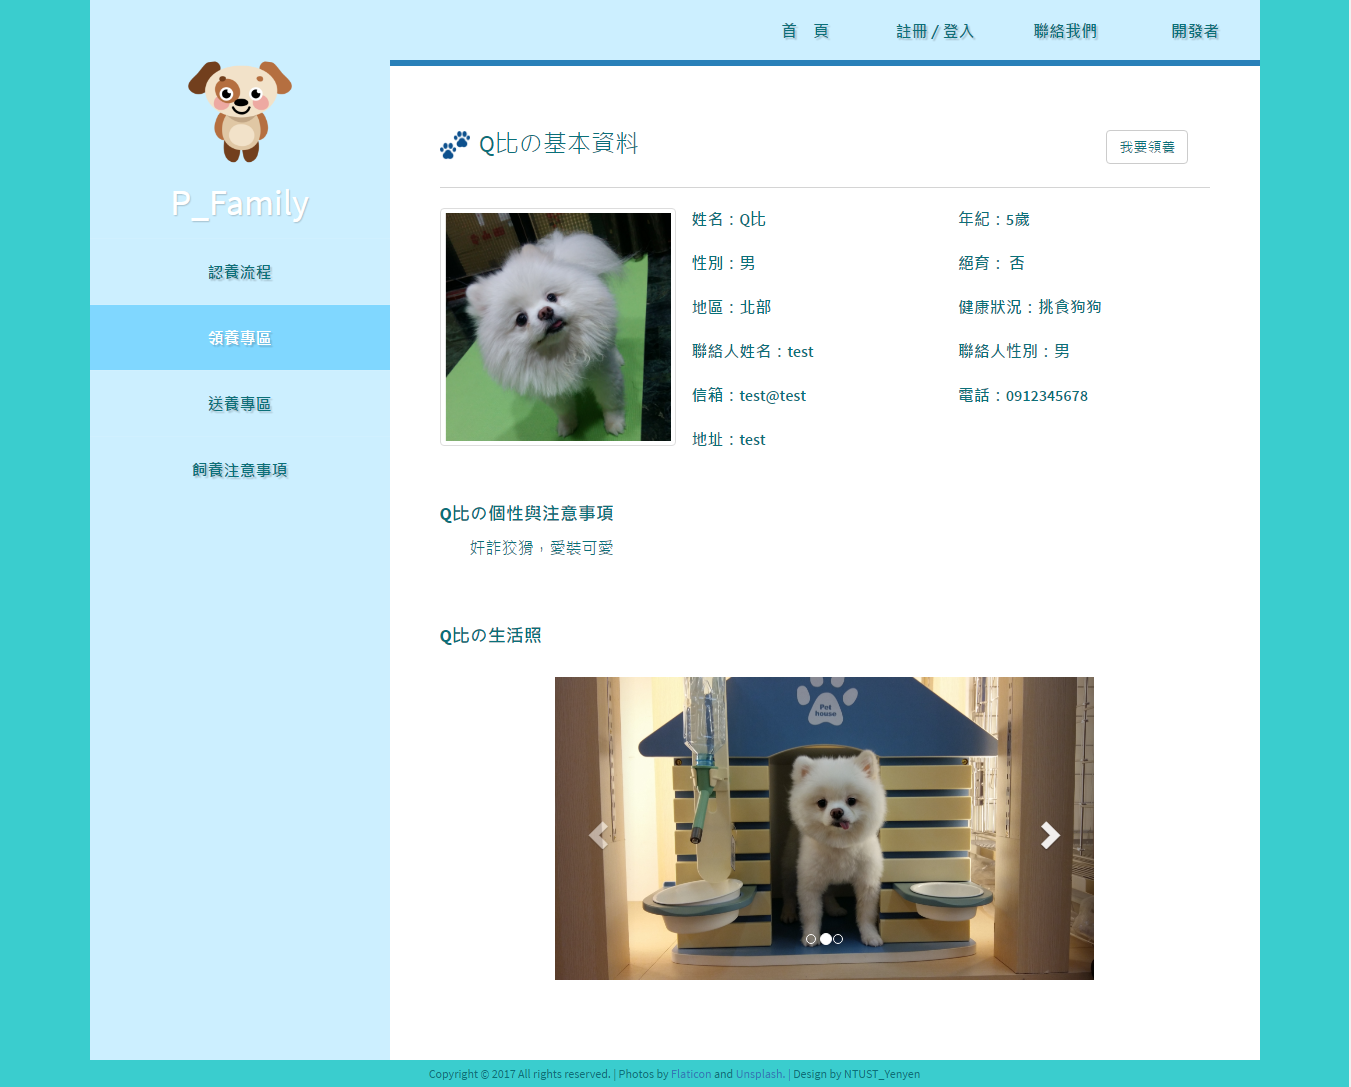 首　頁
註冊 / 登入
聯絡我們
開發者
P_Family
認養流程
領養專區
送養專區
飼養注意事項
Q比の基本資料
我要領養
姓名：Q比
年紀：5歲
性別：男
絕育： 否
地區：北部
健康狀況：挑食狗狗
聯絡人姓名：test
聯絡人性別：男
信箱：test@test
電話：0912345678
地址：test
Q比の個性與注意事項
奸詐狡猾，愛裝可愛
Q比の生活照
Pet
house
Copyright © 2017 All rights reserved. | Photos by Flaticon and Unsplash. | Design by NTUST_Yenyen